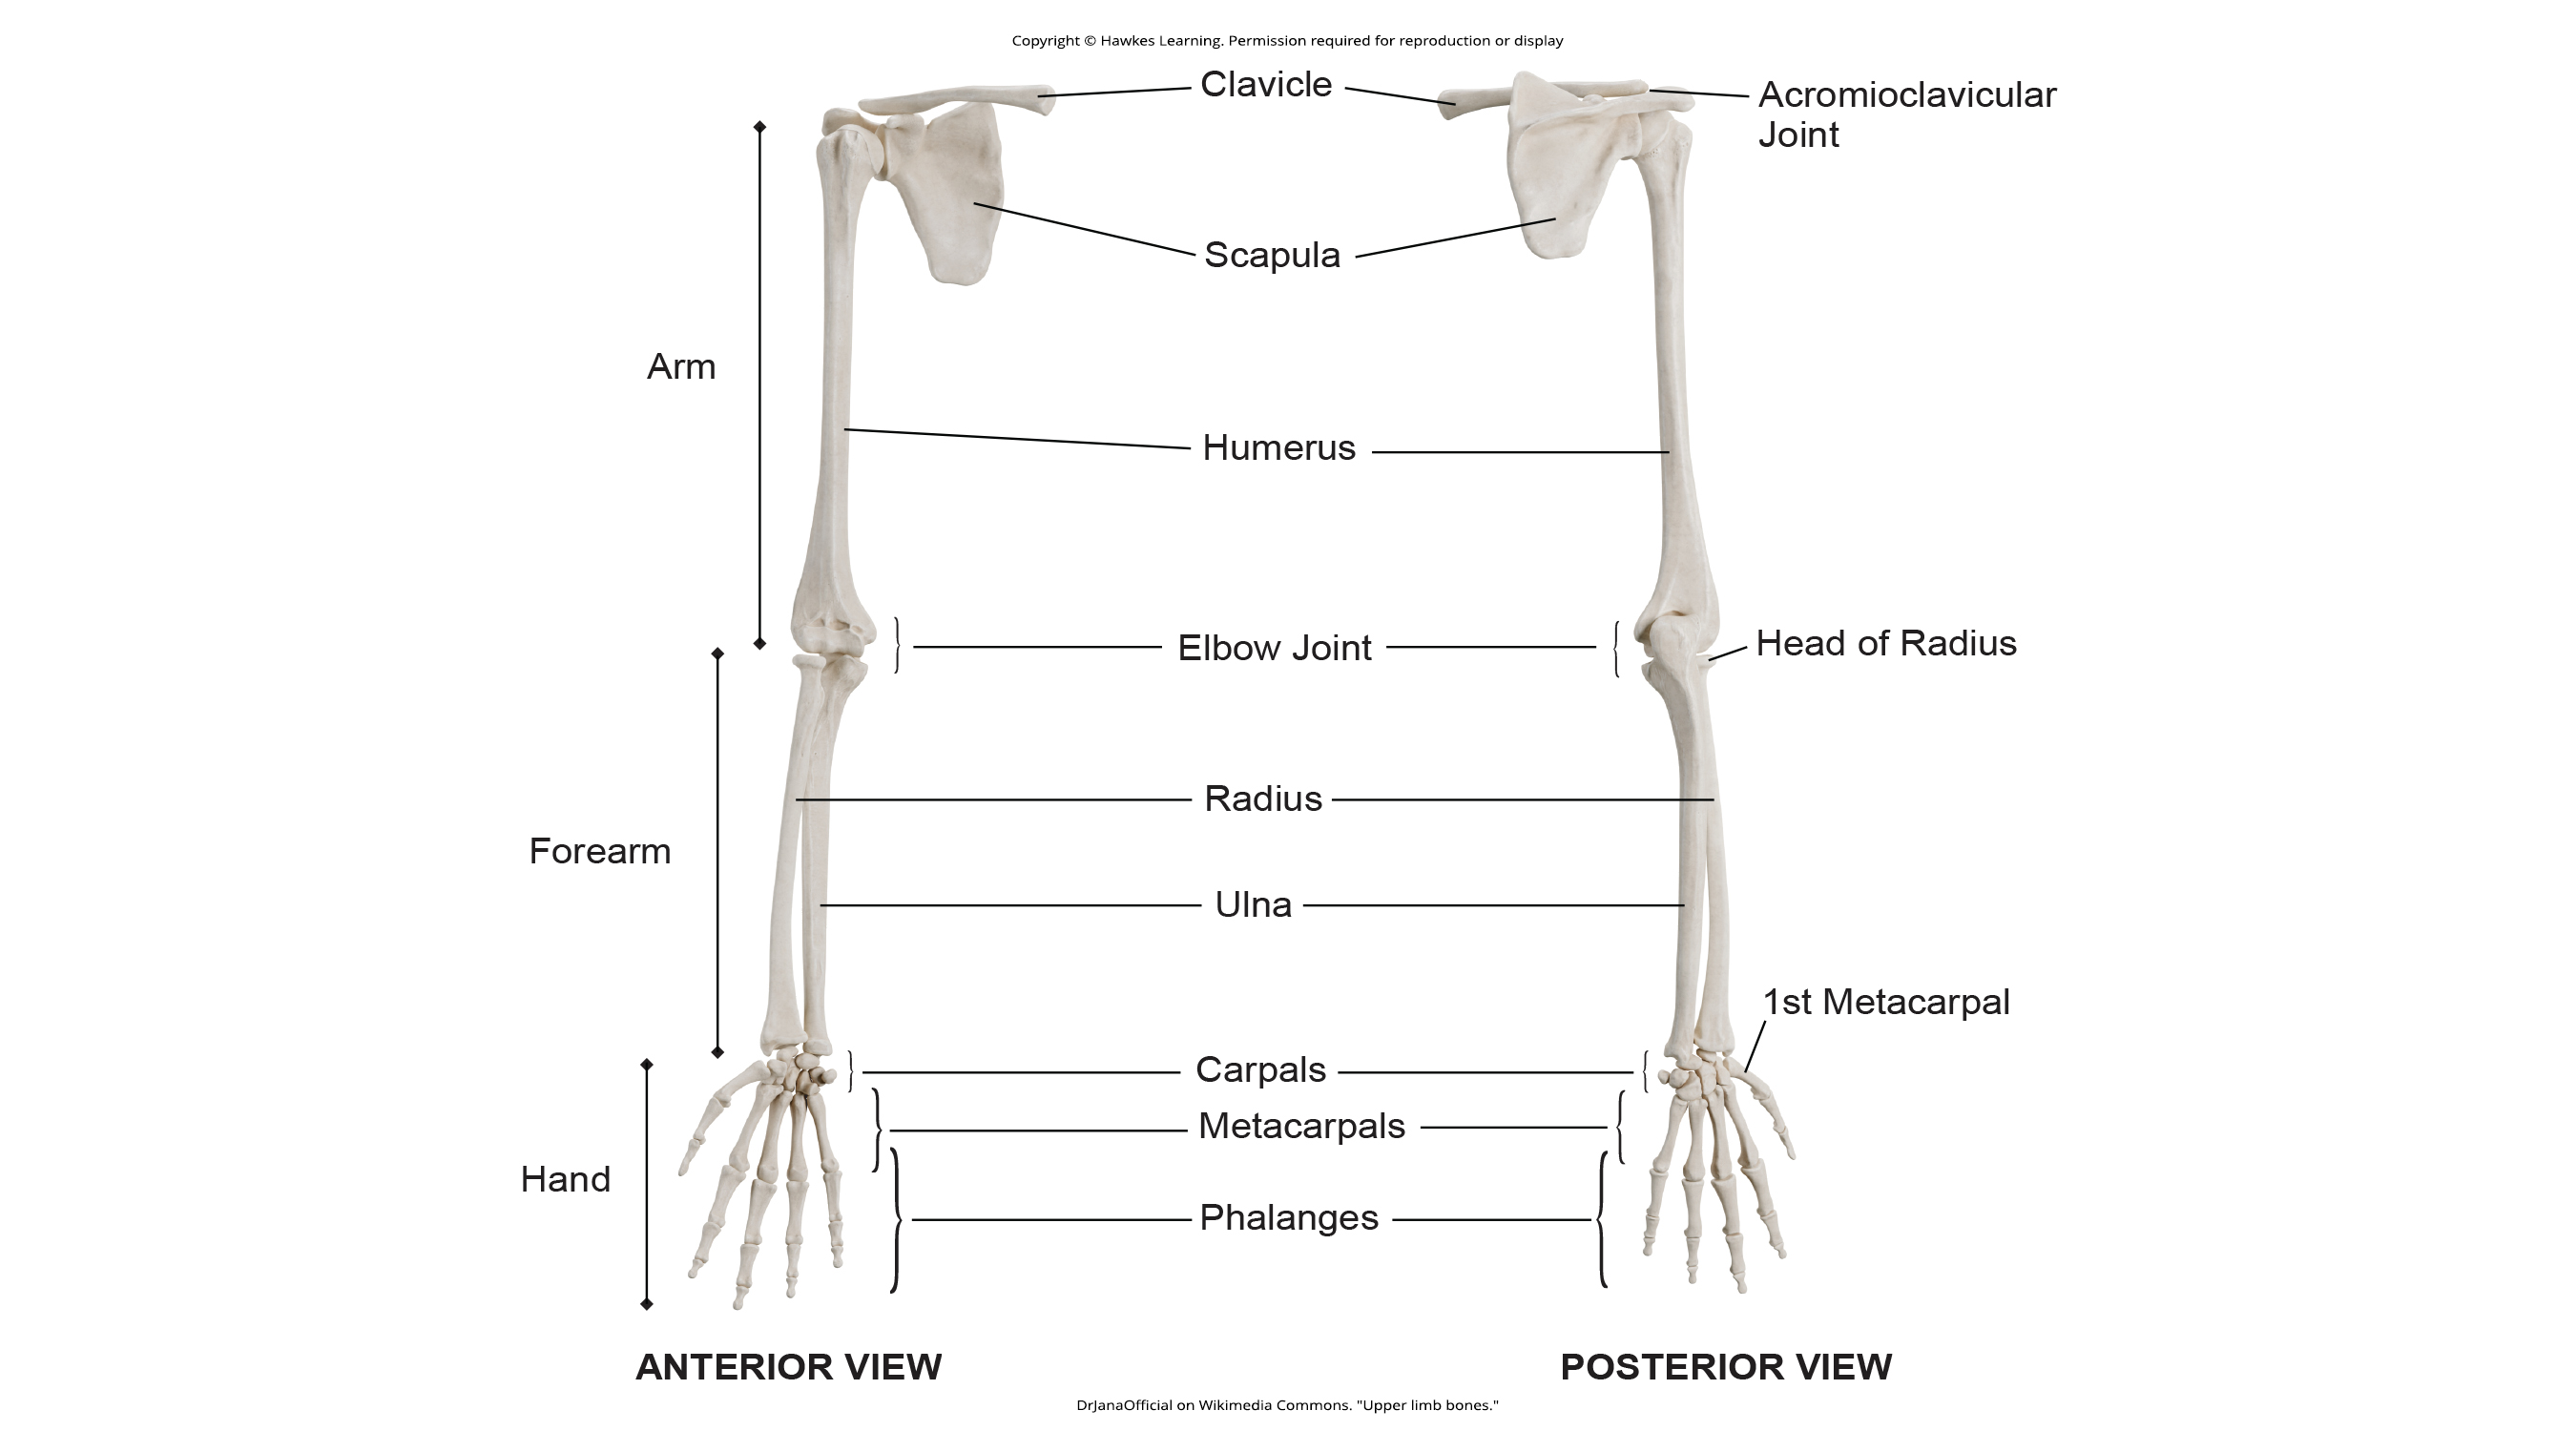 Copyright © Hawkes Learning. Permission required for reproduction or display
Clavicle
Acromioclavicular
Joint
Scapula
Arm
Humerus
Elbow Joint
Head of Radius
Radius
Forearm
Ulna
1st Metacarpal
Carpals
Metacarpals
Hand
Phalanges
ANTERIOR VIEW
POSTERIOR VIEW
DrJanaOfficial on Wikimedia Commons. "Upper limb bones."